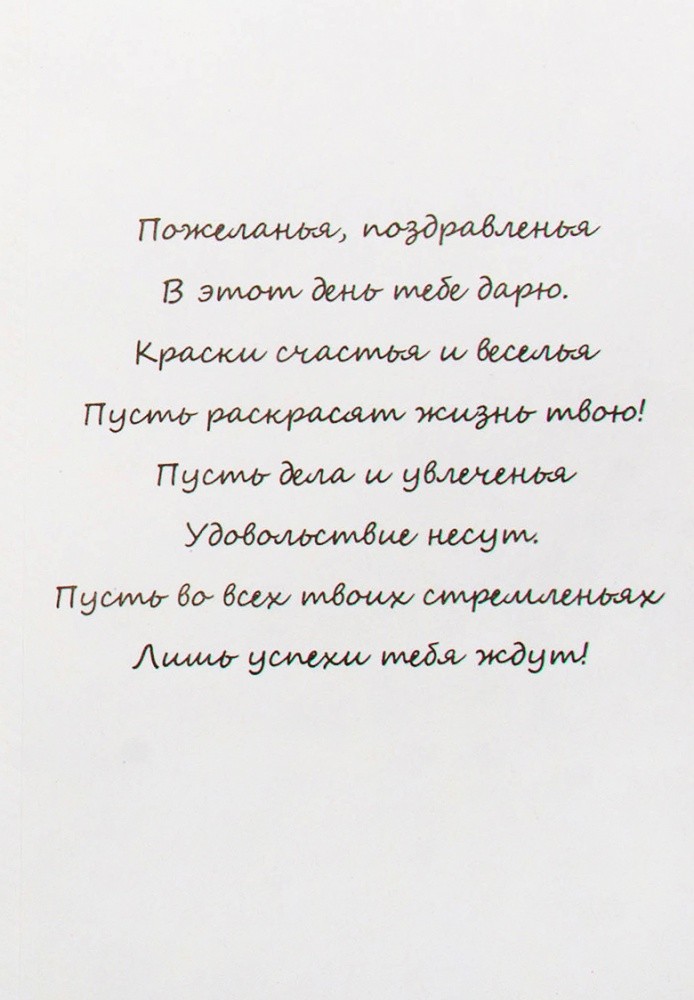 Пожеланья, поздравленья
В этот день тебе дарю.
Краски счастья и веселья
Пусть раскрасят жизнь твою!
Пусть дела и увлеченья
Удовольствие несут.
Пусть во всех твоих стремленьях
Лишь успехи тебя ждут!